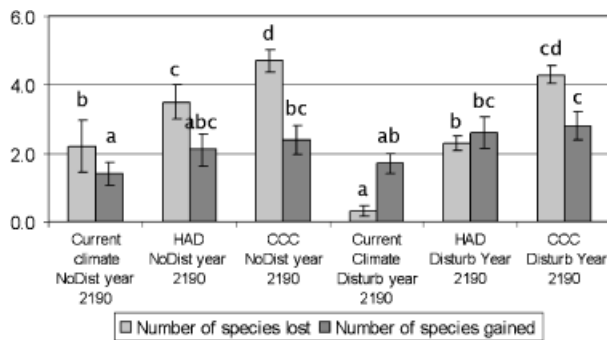 6.0
4.0
2.0
0.0
b
a
c
abc
d
bc
a
ab
b
bc
cd
c
Current
climate
NoDist year
2190
HAD
NoDist year
2190
CCC
NoDist year
2190
Current
Climate
Disturb year
2190
HAD
Disturb Year
2190
CCC
Disturb Year
2190
Number of species lost
Number of species gained